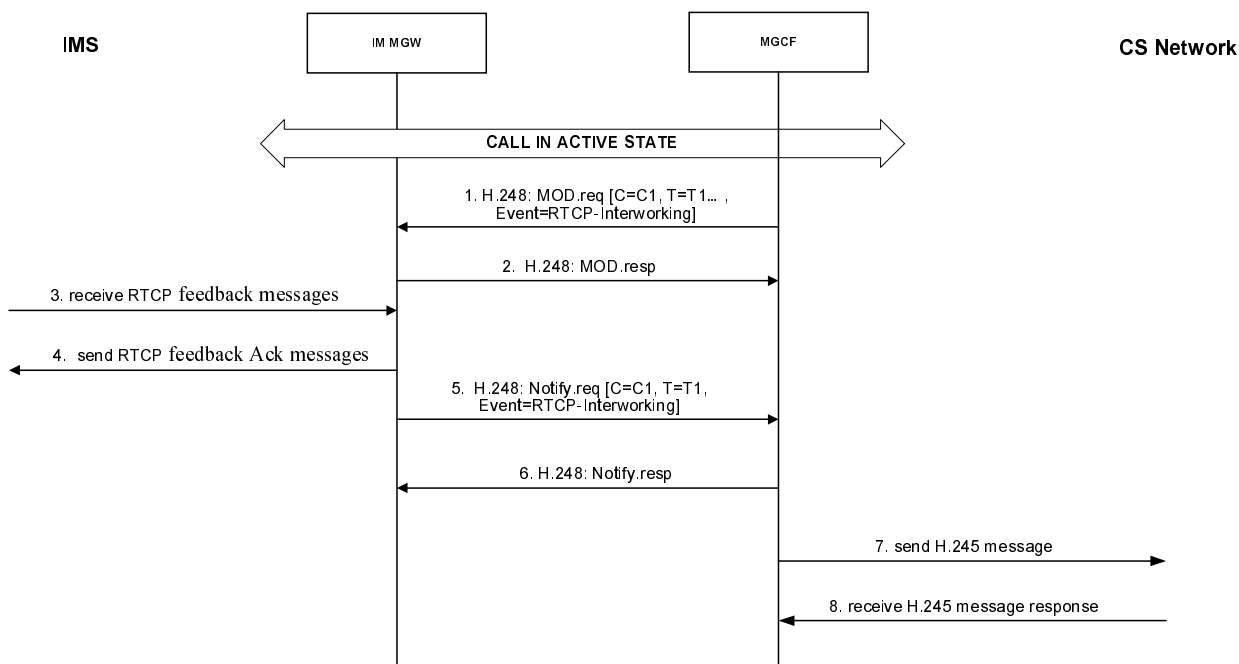 IMS
IM MGW
MGCF
CS Network
CALL IN ACTIVE STATE
1. H.248: MOD.req [C=C1, T=T1... ,
Event=RTCP-Interworking]
2. H.248: MOD.resp
3. receive RTCP feedback messages
4. send RTCP feedback Ack messages
5. H.248: Notify.req [C=C1, T=T1,
Event=RTCP-Interworking]
6. H.248: Notify.resp
7. send H.245 message
8. receive H.245 message response